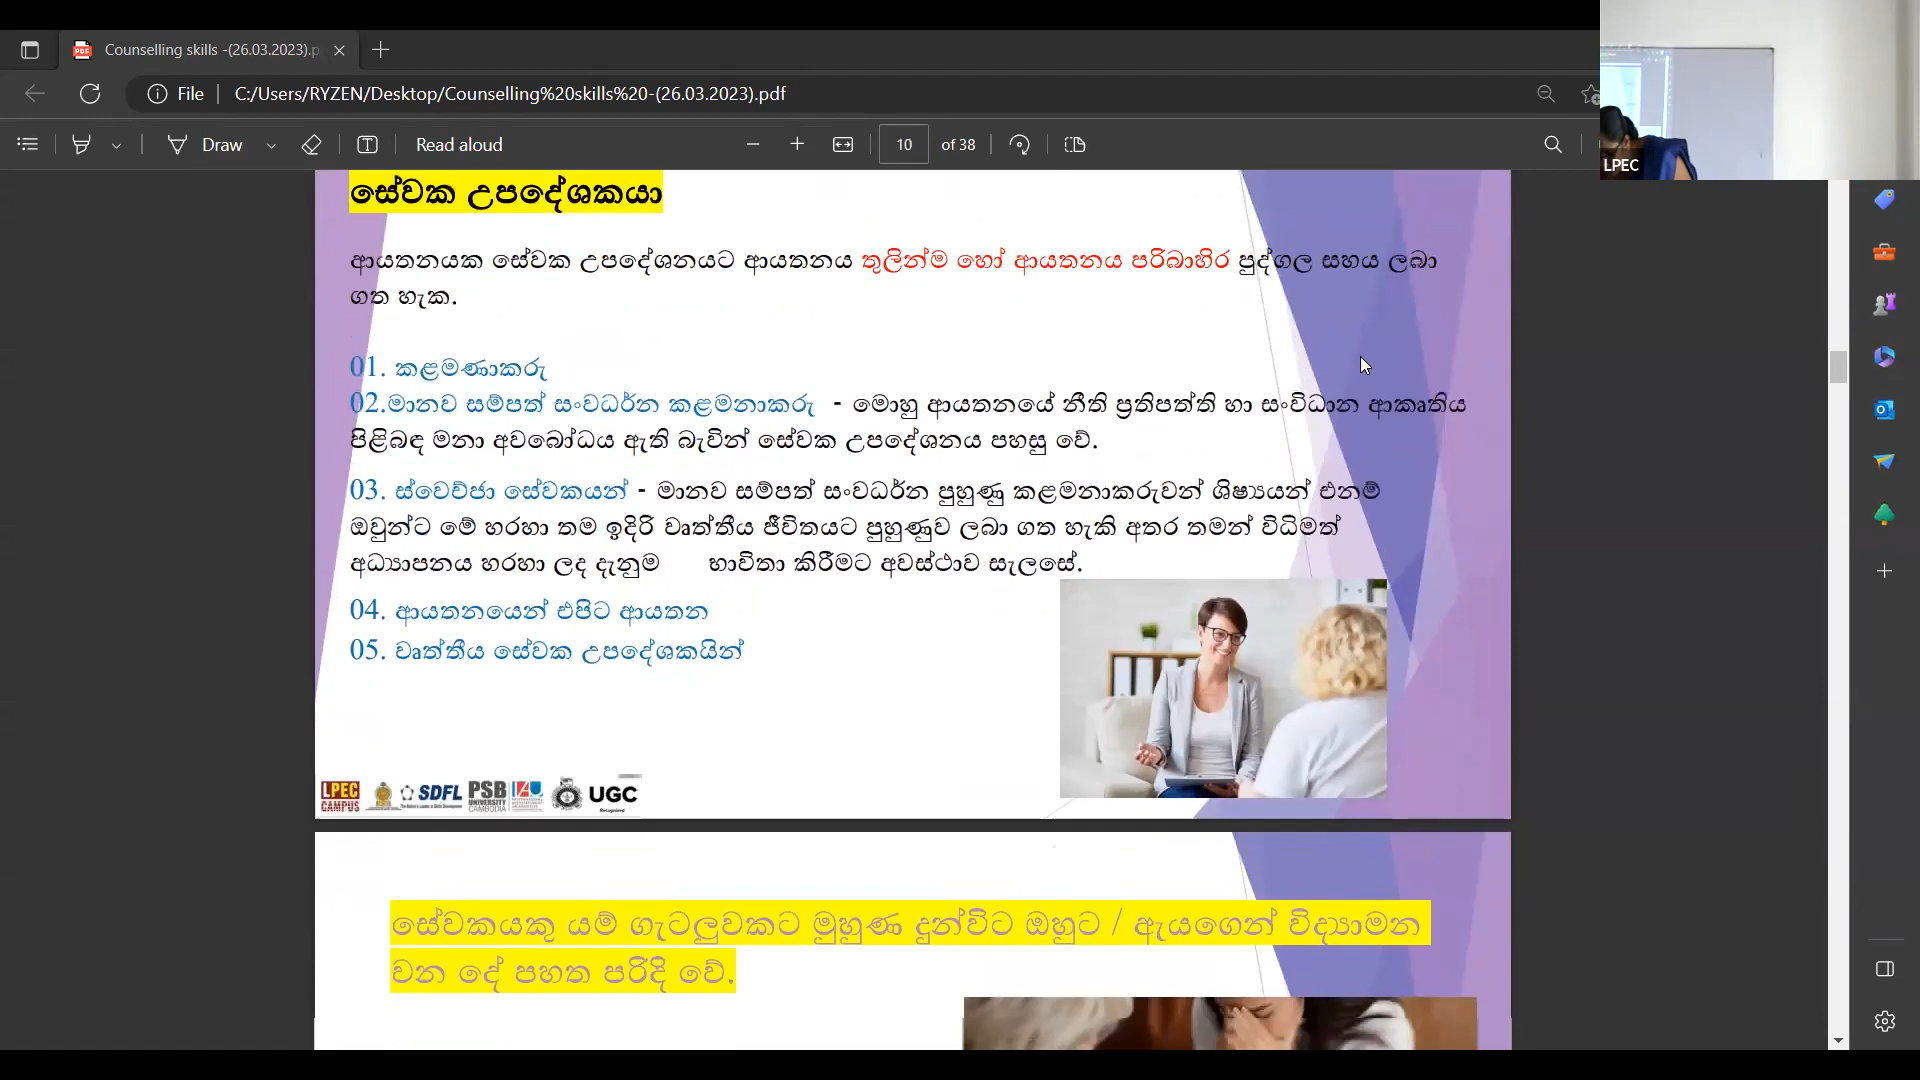 Counselling skills -(26.03.2023).p
File
C:/Users/RYZEN/Desktop/Counselling%20skills%20-(26.03.2023).pdf
Draw
Read aloud
10 of 38
LPEC
සේවක උපදේශකයා
ආයතනයක සේවක උපදේශනයට ආයතනය තුලින්ම හෝ ආයතනය පරිබාහිර පුද්ගල සහය ලබා
ගත හැක.
01. කළමණාකරු
02.මානව සම්පත් සංවර්ධන කළමනාකරු - මොහු ආයතනයේ නීති ප්‍රතිපත්ති හා සංවිධාන ආකෘතිය
පිළිබඳ මනා අවබෝධය ඇති බැවින් සේවක උපදේශනය පහසු වේ.
03. ස්වෙච්ජා සේවකයන් - මානව සම්පත් සංවර්ධන පුහුණු කළමනාකරුවන් ශිෂ්‍යයන් එනම්
ඔවුන්ට මේ හරහා තම ඉදිරි වෘත්තීය ජීවිතයට පුහුණුව ලබා ගත හැකි අතර තමන් විධිමත්
අධ්‍යාපනය හරහා ලද දැනුම භාවිතා කිරීමට අවස්ථාව සැලසේ.
04. ආයතනයෙන් එපිට ආයතන
05. වෘත්තීය සේවක උපදේශකයින්
LPEC CAMPUS SDFL PSB UNIVERSITY CAMBODIA IAU UGC Recognized
සේවකයකු යම් ගැටලුවකට මුහුණ දුන්විට ඔහුට / ඇයගෙන් විද්‍යාමන
වන දේ පහත පරිදි වේ.